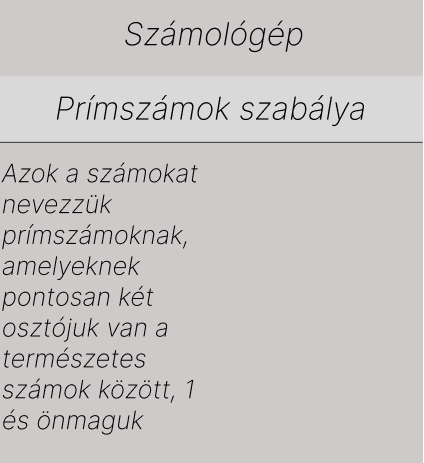 Számológép
Prímszámok szabálya
Azok a számokat
nevezzük
prímszámoknak,
amelyeknek
pontosan két
osztójuk van a
természetes
számok között, 1
és önmaguk